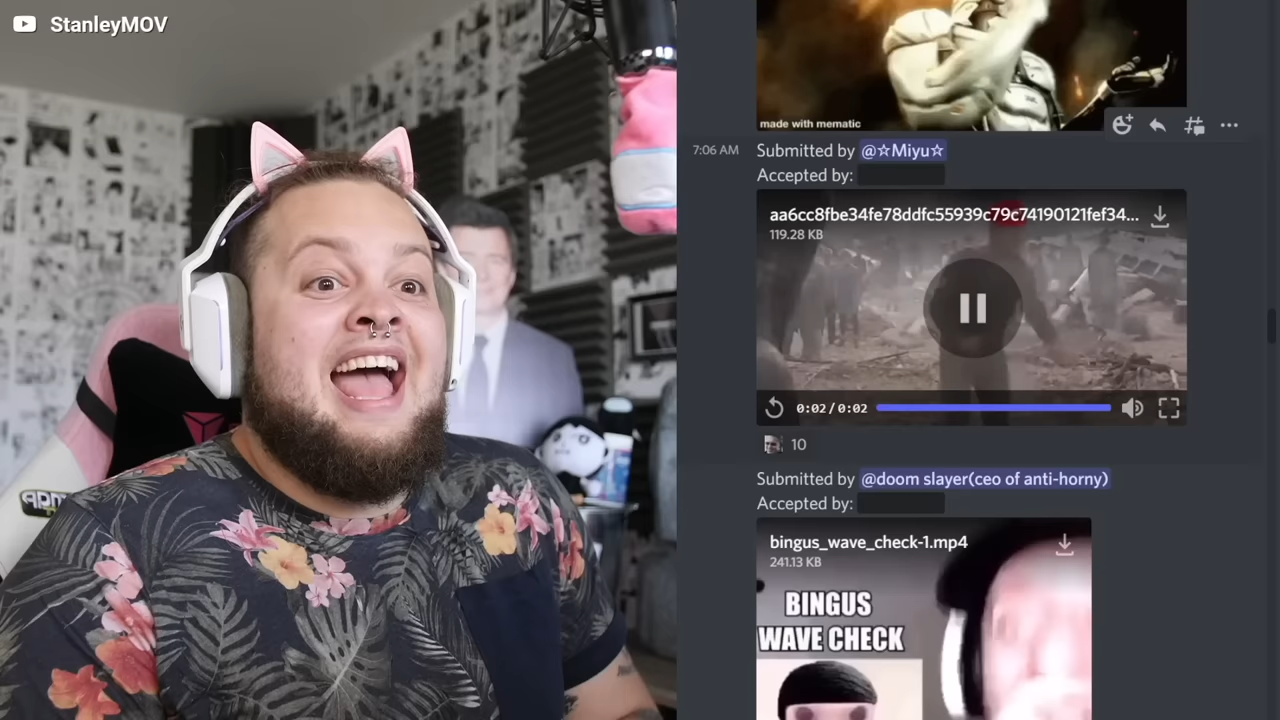 StanleyMOV
made with mematic
7:06 AM
Submitted by @☆Miyu☆
Accepted by:
aa6cc8fbe34fe78ddfc55939c79c74190121fef34...
119.28 KB
0:02/0:02
10
Submitted by @doom slayer(ceo of anti-horny)
Accepted by:
bingus_wave_check-1.mp4
241.13 KB
BINGUS
WAVE CHECK